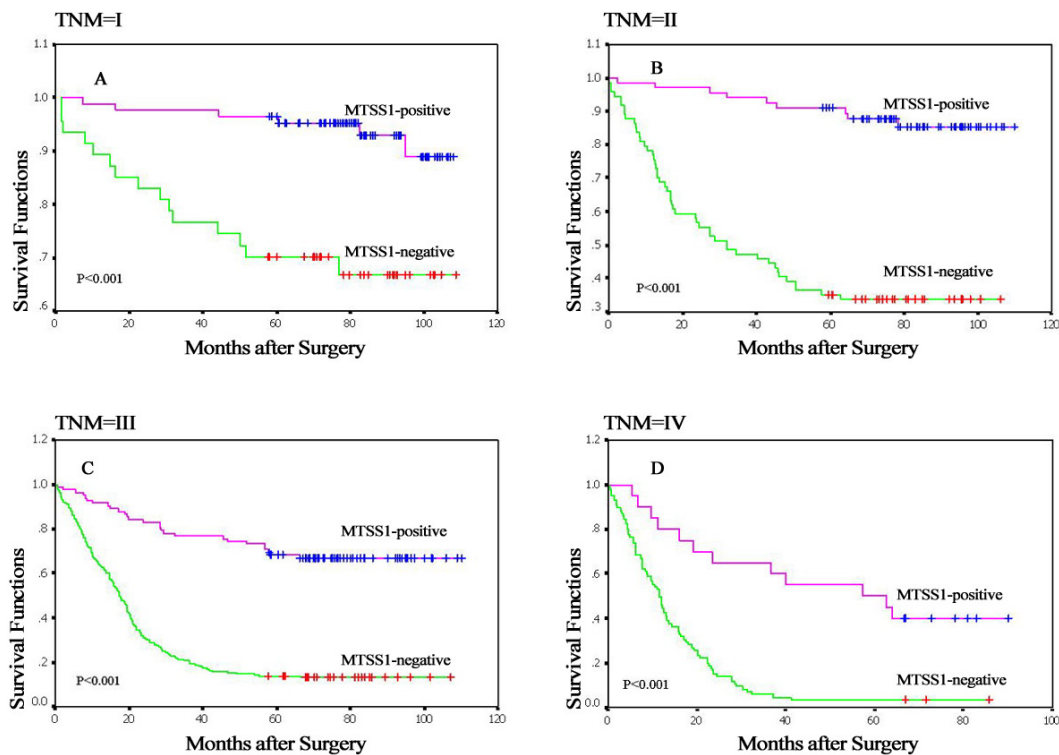 TNM=I
1.1
A
1.0
MTSS1-positive
.9
Survival Functions
.8
MTSS1-negative
.7
P<0.001
.6
0 20 40 60 80 100 120
Months after Surgery
TNM=II
1.1
B
1.0
MTSS1-positive
.9
.8
Survival Functions
.7
.6
.5
MTSS1-negative
.4
P<0.001
.3
0 20 40 60 80 100 120
Months after Surgery
TNM=III
1.2
C
1.0
MTSS1-positive
.8
Survival Functions
.6
.4
MTSS1-negative
.2
P<0.001
0.0
0 20 40 60 80 100 120
Months after Surgery
TNM=IV
1.2
D
1.0
.8
Survival Functions
.6
MTSS1-positive
.4
.2
MTSS1-negative
P<0.001
0.0
0 20 40 60 80 100
Months after Surgery